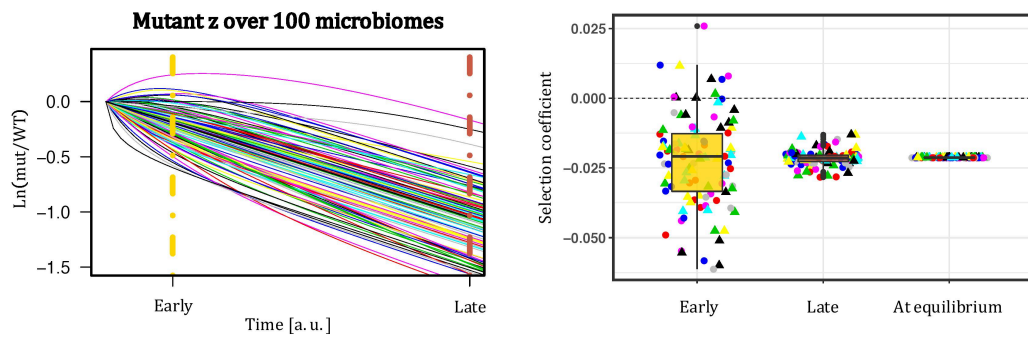 Mutant z over 100 microbiomes
Ln(mut/WT)
0.0
−0.5
−1.0
−1.5
Early
Late
Time [a. u.]
Selection coefficient
0.025
0.000
−0.025
−0.050
Early
Late
At equilibrium